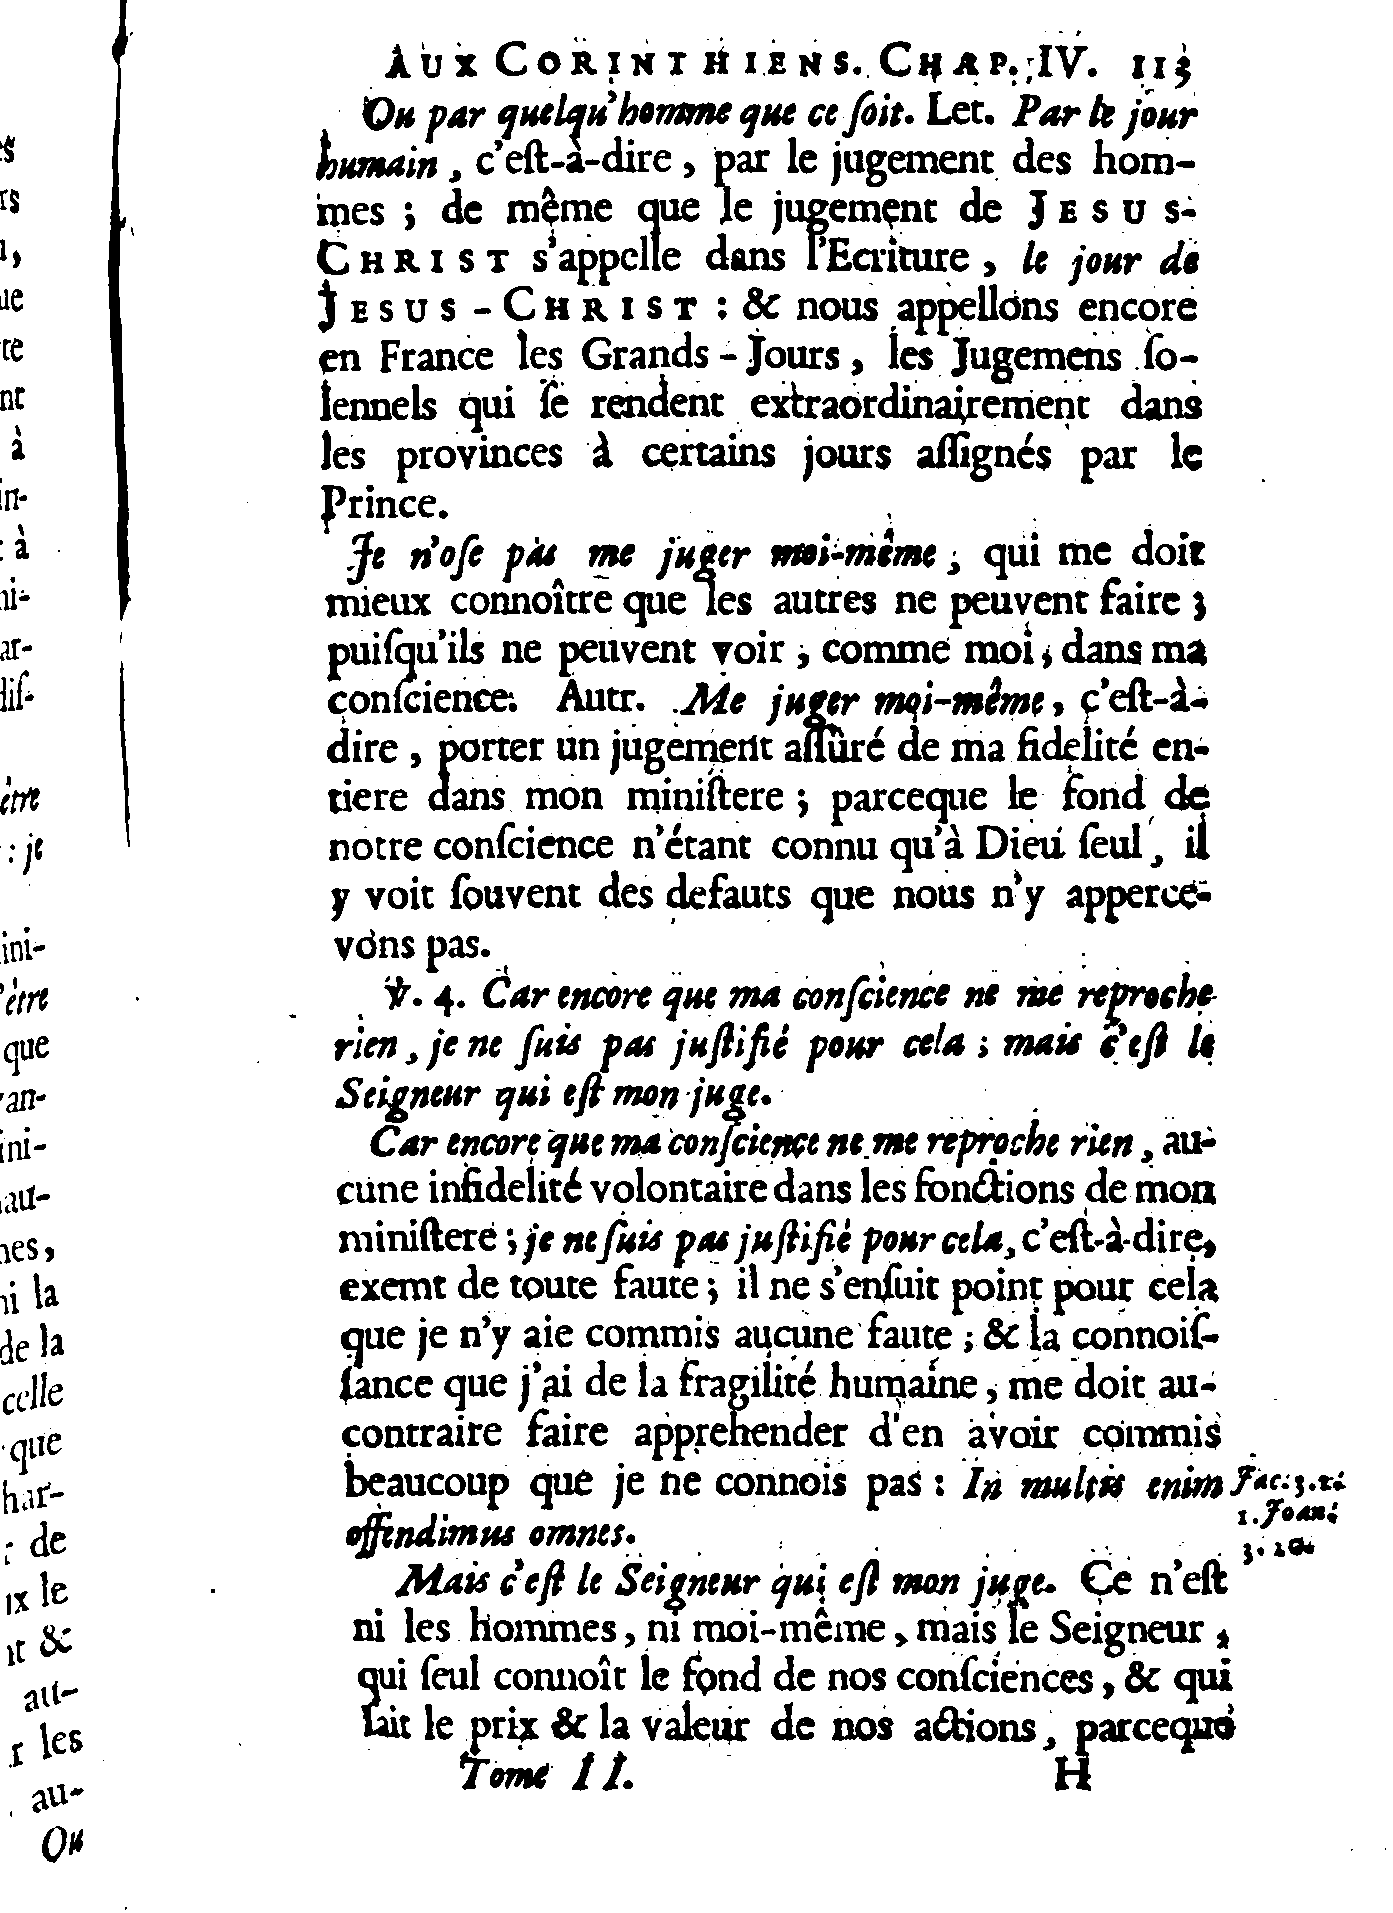 AUX CORINTHIENS. CHAP. IV. 113
Ou par quelqu'homme que ce ſoit. Let. Par le jour
humain, c'eſt-à-dire, par le jugement des hom-
mes ; de même que le jugement de JESUS-
CHRIST s'appelle dans l'Ecriture, le jour de
JESUS-CHRIST : & nous appellons encore
en France les Grands-Jours, les Jugemens ſo-
lennels qui ſe rendent extraordinairement dans
les provinces à certains jours aſſignés par le
Prince.
Je n'oſe pas me juger moi-même, qui me doit
mieux connoître que les autres ne peuvent faire ;
puiſqu'ils ne peuvent voir, comme moi, dans ma
conſcience. Autr. Me juger moi-même, c'eſt-à-
dire, porter un jugement aſſuré de ma fidelité en-
tiere dans mon miniſtere ; parceque le fond de
notre conſcience n'étant connu qu'à Dieu ſeul, il
y voit ſouvent des defauts que nous n'y apperce-
vons pas.
℣. 4. Car encore que ma conſcience ne me reproche
rien, je ne ſuis pas juſtifié pour cela ; mais c'eſt le
Seigneur qui eſt mon juge.
Car encore que ma conſcience ne me reproche rien, au-
cune infidelité volontaire dans les fonctions de mon
miniſtere ; je ne ſuis pas juſtifié pour cela, c'eſt-à-dire,
exemt de toute faute ; il ne s'enſuit point pour cela
que je n'y aie commis aucune faute ; & la connoiſ-
ſance que j'ai de la fragilité humaine, me doit au-
contraire faire apprehender d'en avoir commis
beaucoup que je ne connois pas : In multis enim
offendimus omnes.
Jac. 3. 2.
1. Joan.
3. 20.
Mais c'eſt le Seigneur qui eſt mon juge. Ce n'eſt
ni les hommes, ni moi-même, mais le Seigneur,
qui ſeul connoît le fond de nos conſciences, & qui
ſait le prix & la valeur de nos actions, parceque
Tome II. H